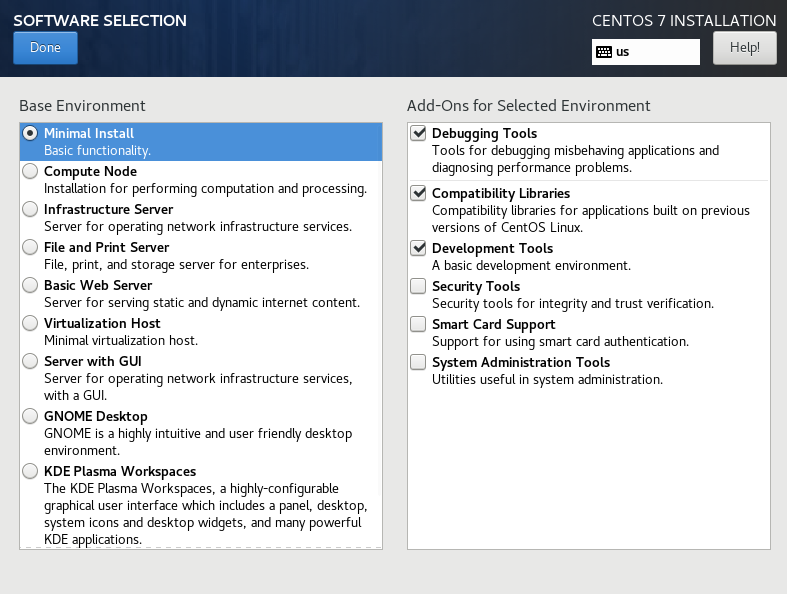 SOFTWARE SELECTION
CENTOS 7 INSTALLATION
Done
us
Help!
Base Environment
Minimal Install
Basic functionality.
Compute Node
Installation for performing computation and processing.
Infrastructure Server
Server for operating network infrastructure services.
File and Print Server
File, print, and storage server for enterprises.
Basic Web Server
Server for serving static and dynamic internet content.
Virtualization Host
Minimal virtualization host.
Server with GUI
Server for operating network infrastructure services,
with a GUI.
GNOME Desktop
GNOME is a highly intuitive and user friendly desktop
environment.
KDE Plasma Workspaces
The KDE Plasma Workspaces, a highly-configurable
graphical user interface which includes a panel, desktop,
system icons and desktop widgets, and many powerful
KDE applications.
Add-Ons for Selected Environment
Debugging Tools
Tools for debugging misbehaving applications and
diagnosing performance problems.
Compatibility Libraries
Compatibility libraries for applications built on previous
versions of CentOS Linux.
Development Tools
A basic development environment.
Security Tools
Security tools for integrity and trust verification.
Smart Card Support
Support for using smart card authentication.
System Administration Tools
Utilities useful in system administration.